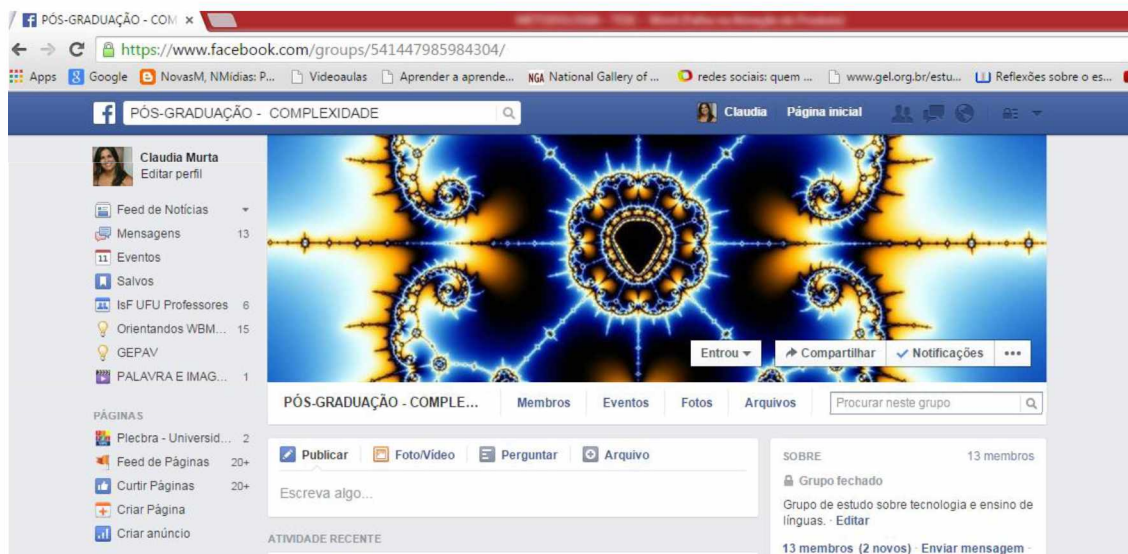 PÓS-GRADUAÇÃO - COM ×
https://www.facebook.com/groups/541447985984304/
Apps Google NovasM, NMídias: P... Videoaulas Aprender a aprende... NGA National Gallery of ... redes sociais: quem ... www.gel.org.br/estu... Reflexões sobre o es...
PÓS-GRADUAÇÃO - COMPLEXIDADE Claudia Página inicial
Claudia Murta
Editar perfil
Feed de Notícias
Mensagens 13
11 Eventos
Salvos
IsF UFU Professores 6
Orientandos WBM... 15
GEPAV
PALAVRA E IMAG... 1
PÁGINAS
Plecbra - Universid... 2
Feed de Páginas 20+
Curtir Páginas 20+
Criar Página
Criar anúncio
Entrou Compartilhar Notificações
PÓS-GRADUAÇÃO - COMPLE... Membros Eventos Fotos Arquivos Procurar neste grupo
Publicar Foto/Vídeo Perguntar Arquivo
Escreva algo...
ATIVIDADE RECENTE
SOBRE 13 membros
Grupo fechado
Grupo de estudo sobre tecnologia e ensino de
línguas. · Editar
13 membros (2 novos) · Enviar mensagem ·